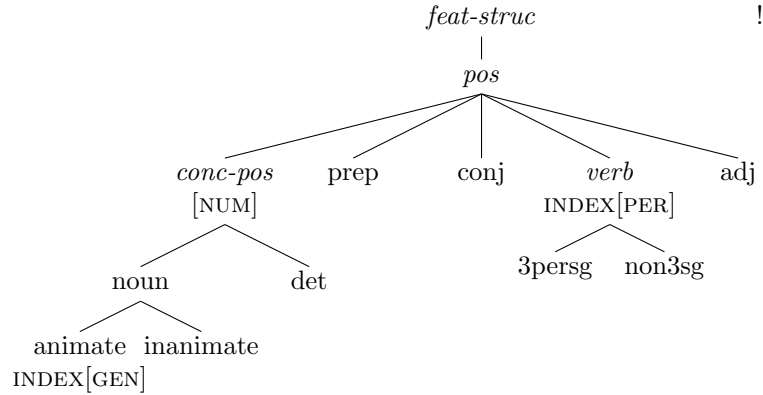 feat-struc !
pos
conc-pos prep conj verb adj
[NUM] INDEX[PER]
noun det 3persg non3sg
animate inanimate
INDEX[GEN]